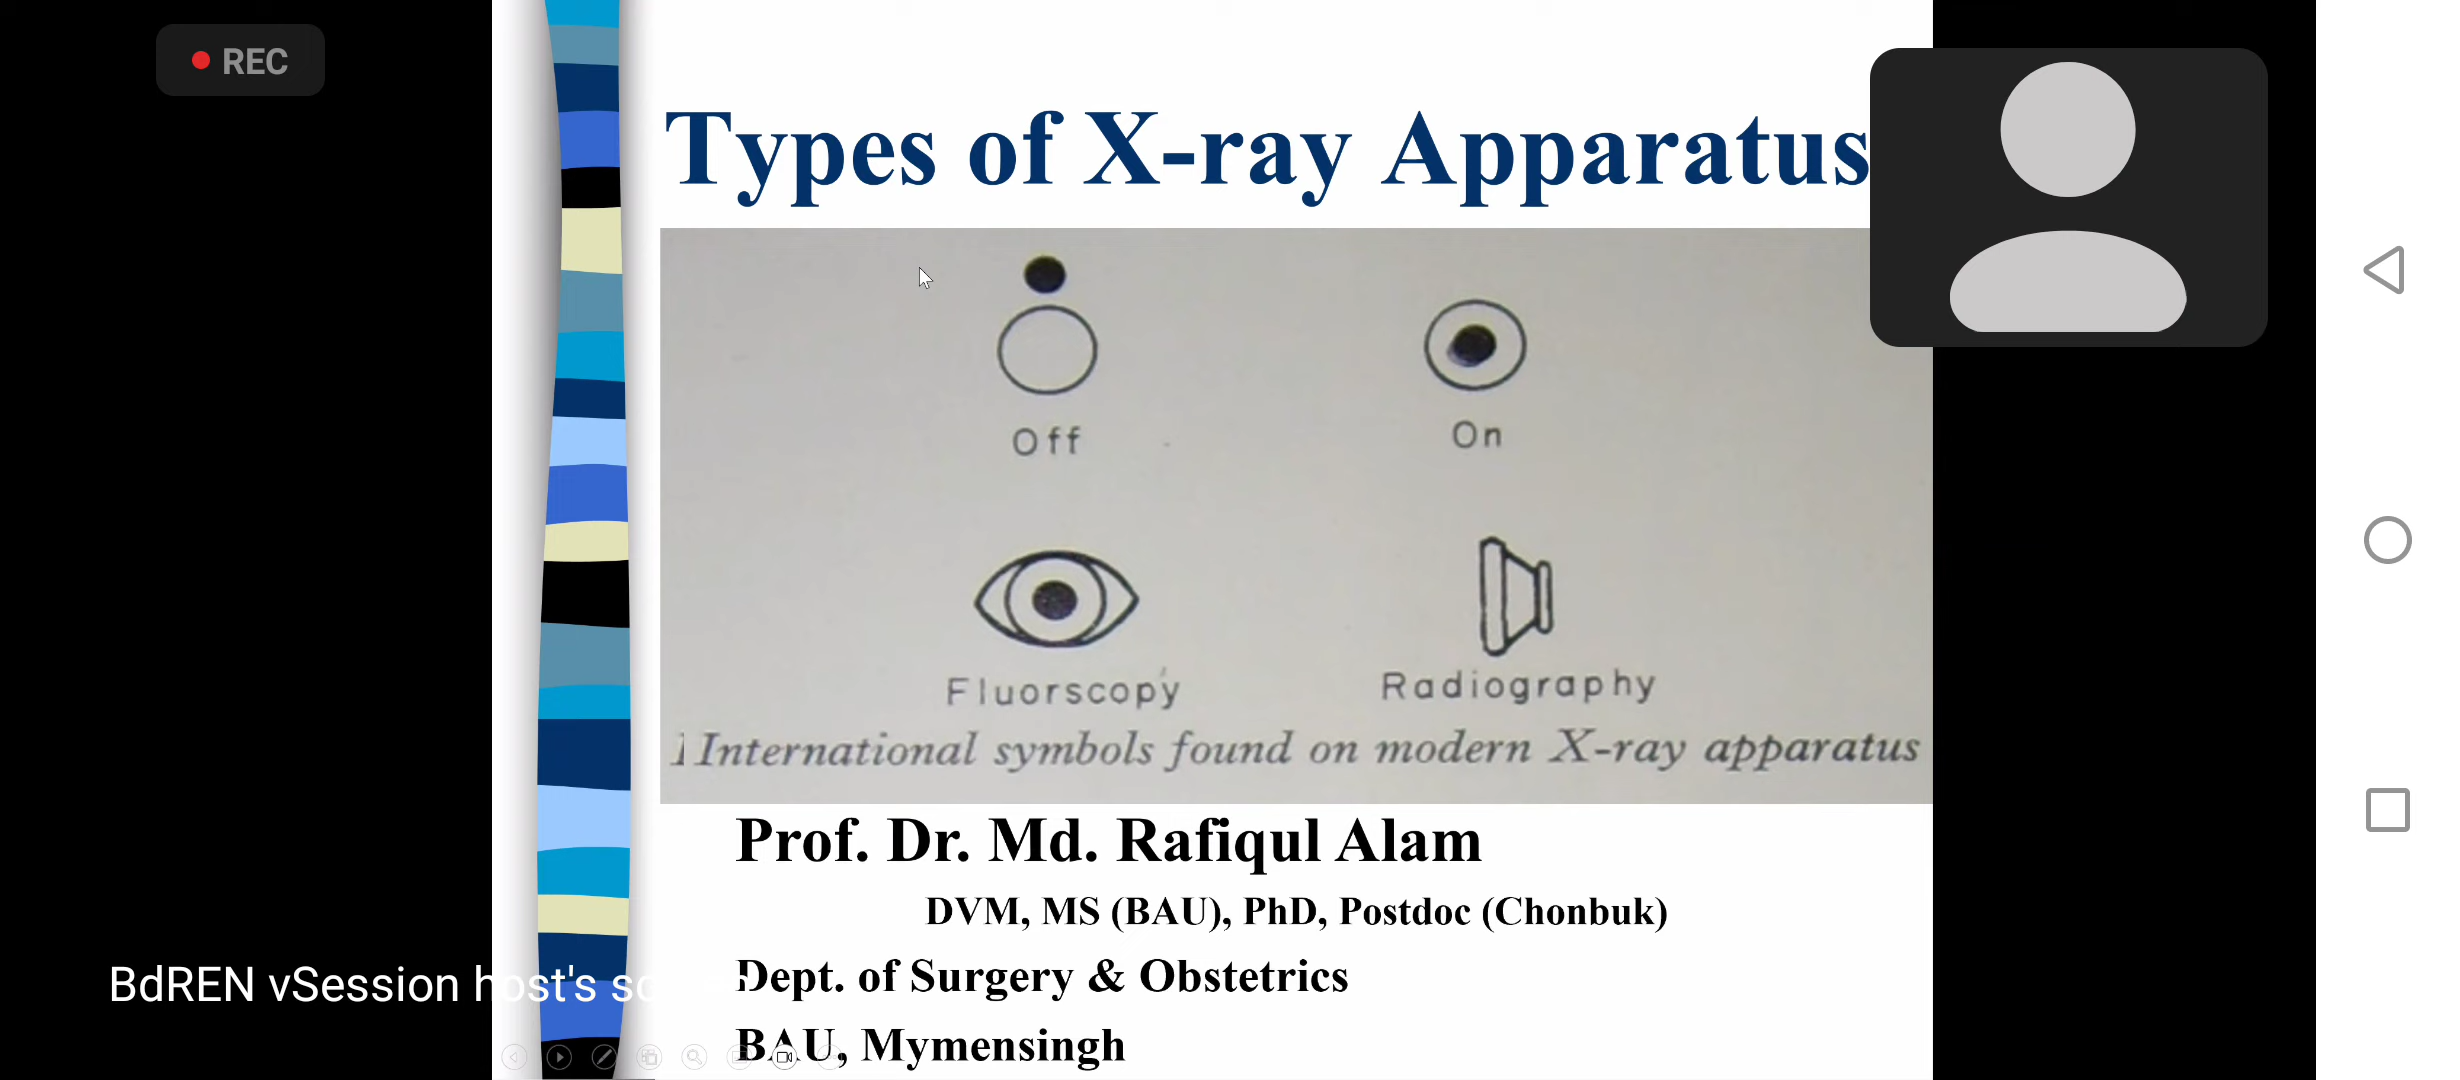 REC
Types of X-ray Apparatus
Off
On
Fluorscopy
Radiography
International symbols found on modern X-ray apparatus
Prof. Dr. Md. Rafiqul Alam
DVM, MS (BAU), PhD, Postdoc (Chonbuk)
Dept. of Surgery & Obstetrics
BAU, Mymensingh
BdREN vSession host's